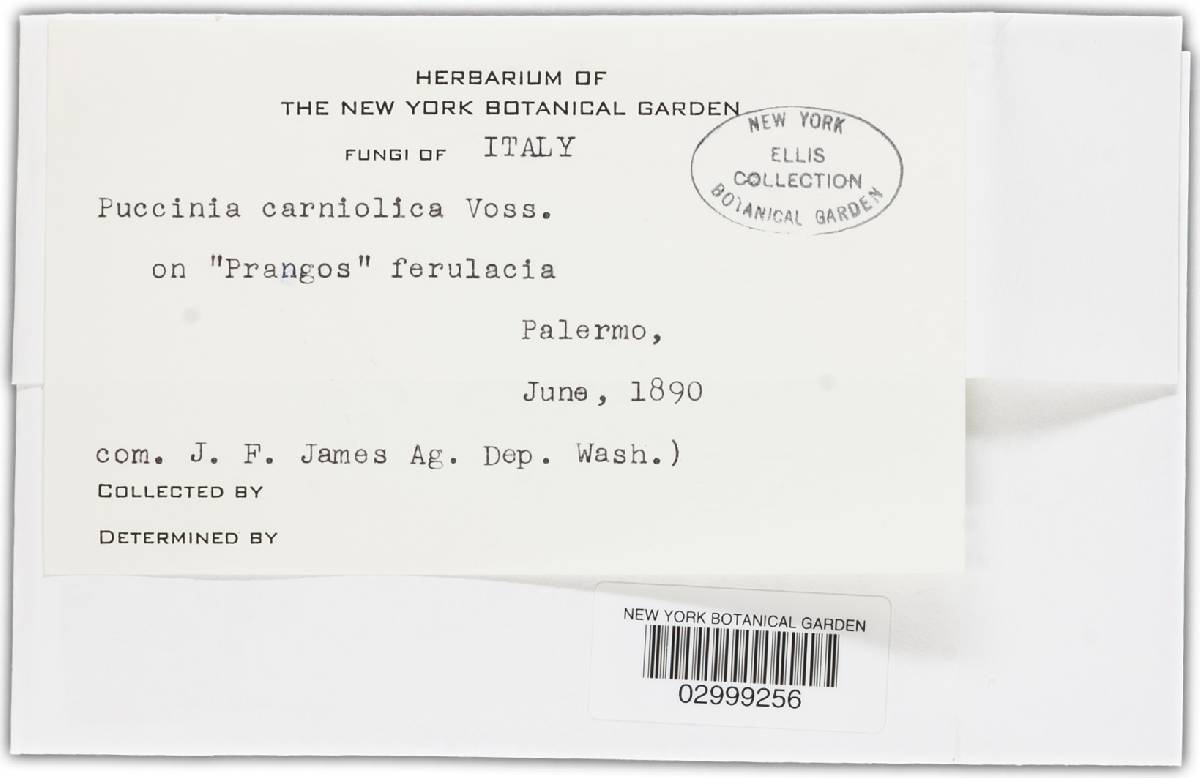 HERBARIUM OF
THE NEW YORK BOTANICAL GARDEN
FUNGI OF ITALY
NEW YORK
ELLIS
COLLECTION
BOTANICAL GARDEN
Puccinia carniolica Voss.
on "Prangos" ferulacia
Palermo,
June, 1890
com. J. F. James Ag. Dep. Wash.)
COLLECTED BY
DETERMINED BY
NEW YORK BOTANICAL GARDEN
02999256